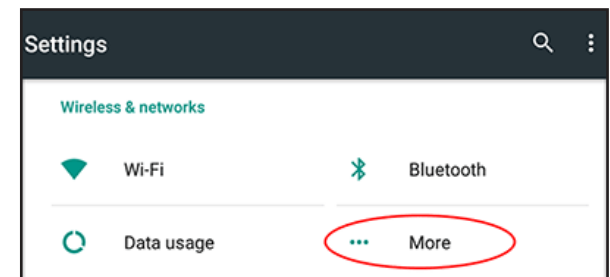 Settings
Wireless & networks
Wi-Fi
Bluetooth
Data usage
More